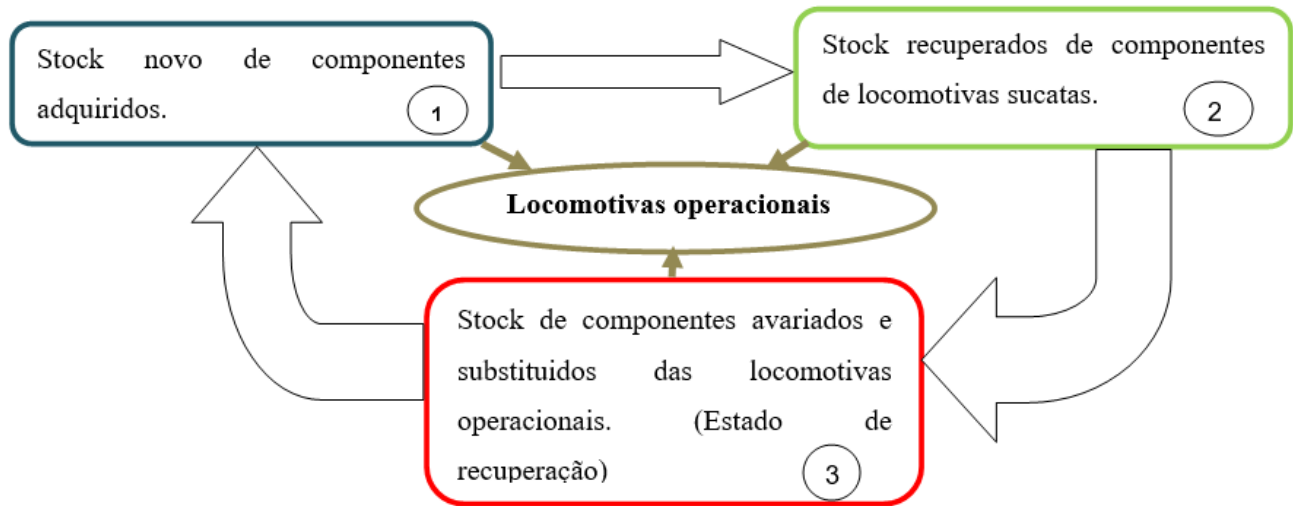 Stock novo de componentes
adquiridos.
1
Stock recuperados de componentes
de locomotivas sucatas.
2
Locomotivas operacionais
Stock de componentes avariados e
substituidos das locomotivas
operacionais. (Estado de
recuperação)
3